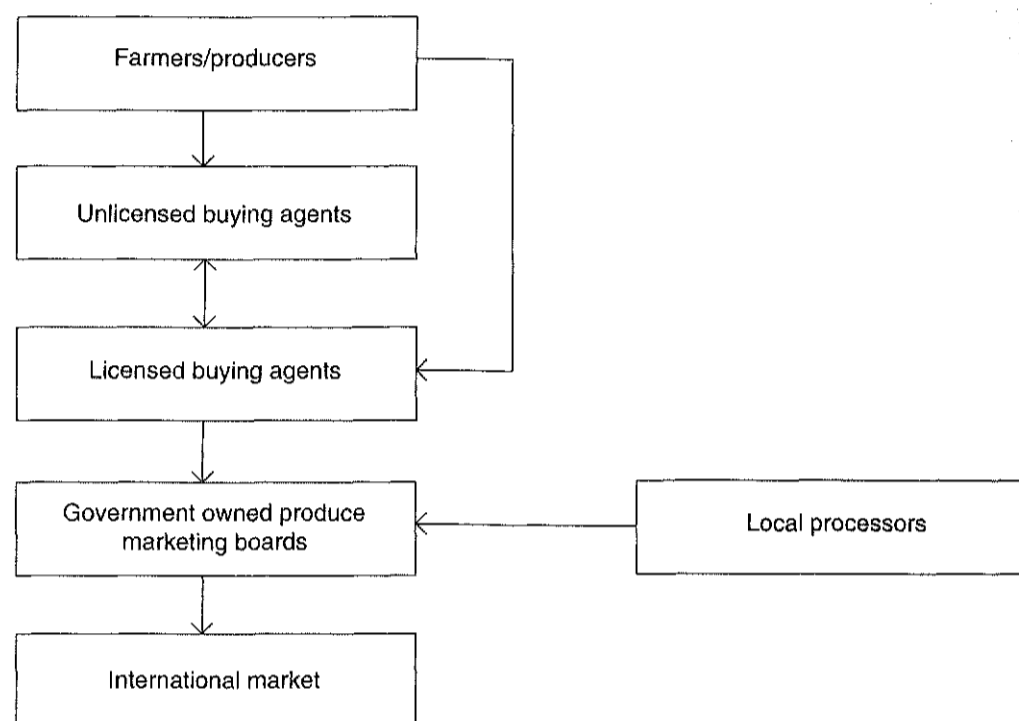 Farmers/producers
Unlicensed buying agents
Licensed buying agents
Government owned produce
marketing boards
Local processors
International market